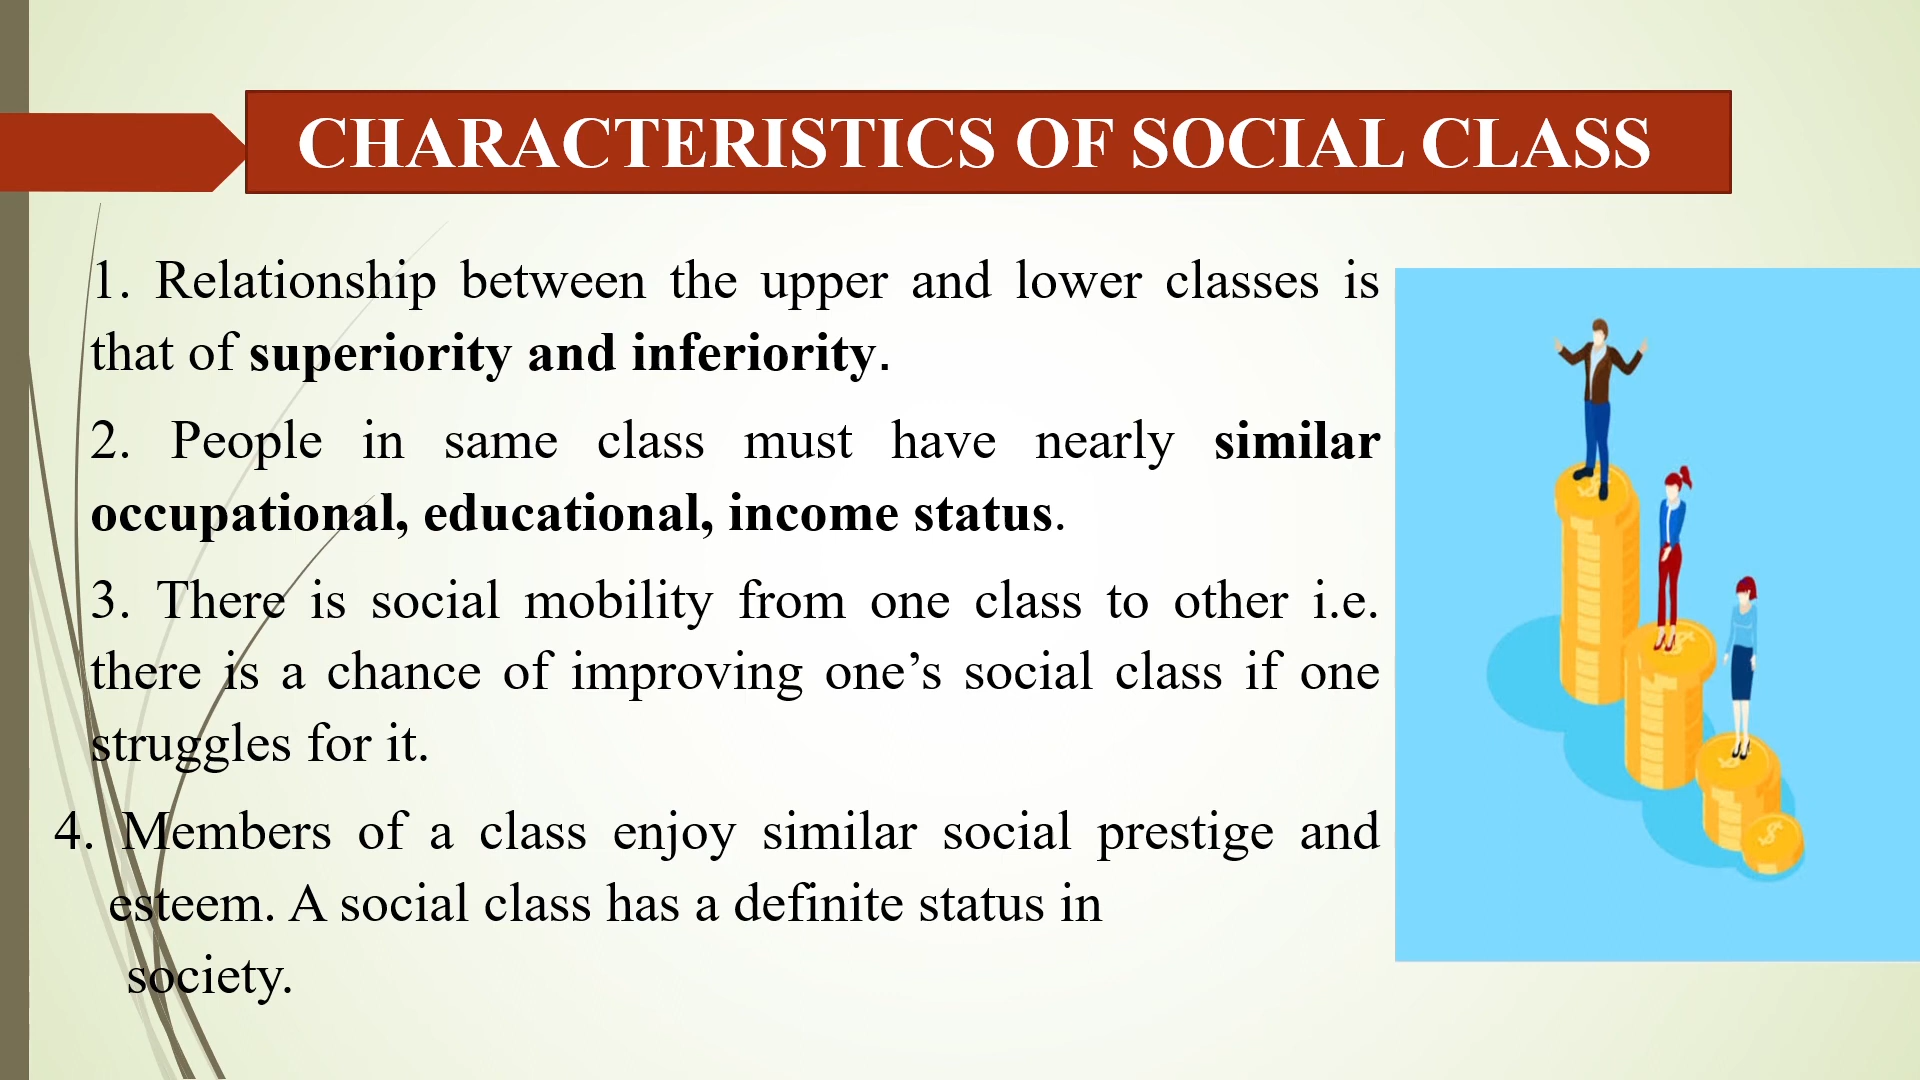 CHARACTERISTICS OF SOCIAL CLASS
1. Relationship between the upper and lower classes is
that of superiority and inferiority.
2. People in same class must have nearly similar
occupational, educational, income status.
3. There is social mobility from one class to other i.e.
there is a chance of improving one’s social class if one
struggles for it.
4. Members of a class enjoy similar social prestige and
esteem. A social class has a definite status in
society.